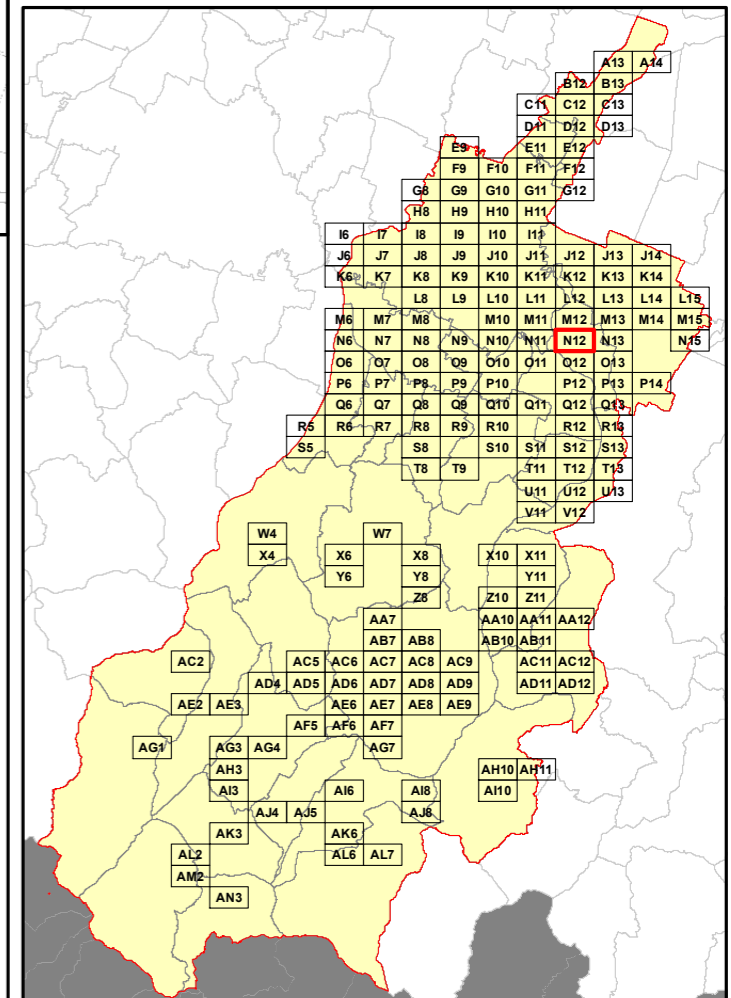 A13 A14
B12 B13
C11 C12 C13
D11 D12 D13
E9 E11 E12
F9 F10 F11 F12
G8 G9 G10 G11 G12
H8 H9 H10 H11
I6 I7 I8 I9 I10 I11
J6 J7 J8 J9 J10 J11 J12 J13 J14
K6 K7 K8 K9 K10 K11 K12 K13 K14
L8 L9 L10 L11 L12 L13 L14 L15
M6 M7 M8 M10 M11 M12 M13 M14 M15
N6 N7 N8 N9 N10 N11 N12 N13 N15
O6 O7 O8 O9 O10 O11 O12 O13
P6 P7 P8 P9 P10 P12 P13 P14
Q6 Q7 Q8 Q9 Q10 Q11 Q12 Q13
R5 R6 R7 R8 R9 R10 R12 R13
S5 S8 S10 S11 S12 S13
T8 T9 T11 T12 T13
U11 U12 U13
V11 V12
W4 W7
X4 X6 X8 X10 X11
Y6 Y8 Y11
Z8 Z10 Z11
AA7 AA10 AA11 AA12
AB7 AB8 AB10 AB11
AC2 AC5 AC6 AC7 AC8 AC9 AC11 AC12
AD4 AD5 AD6 AD7 AD8 AD9 AD11 AD12
AE2 AE3 AE6 AE7 AE8 AE9
AF5 AF6 AF7
AG1 AG3 AG4 AG7
AH3 AH10 AH11
AI3 AI6 AI8 AI10
AJ4 AJ5 AJ8
AK3 AK6
AL2 AL6 AL7
AM2
AN3